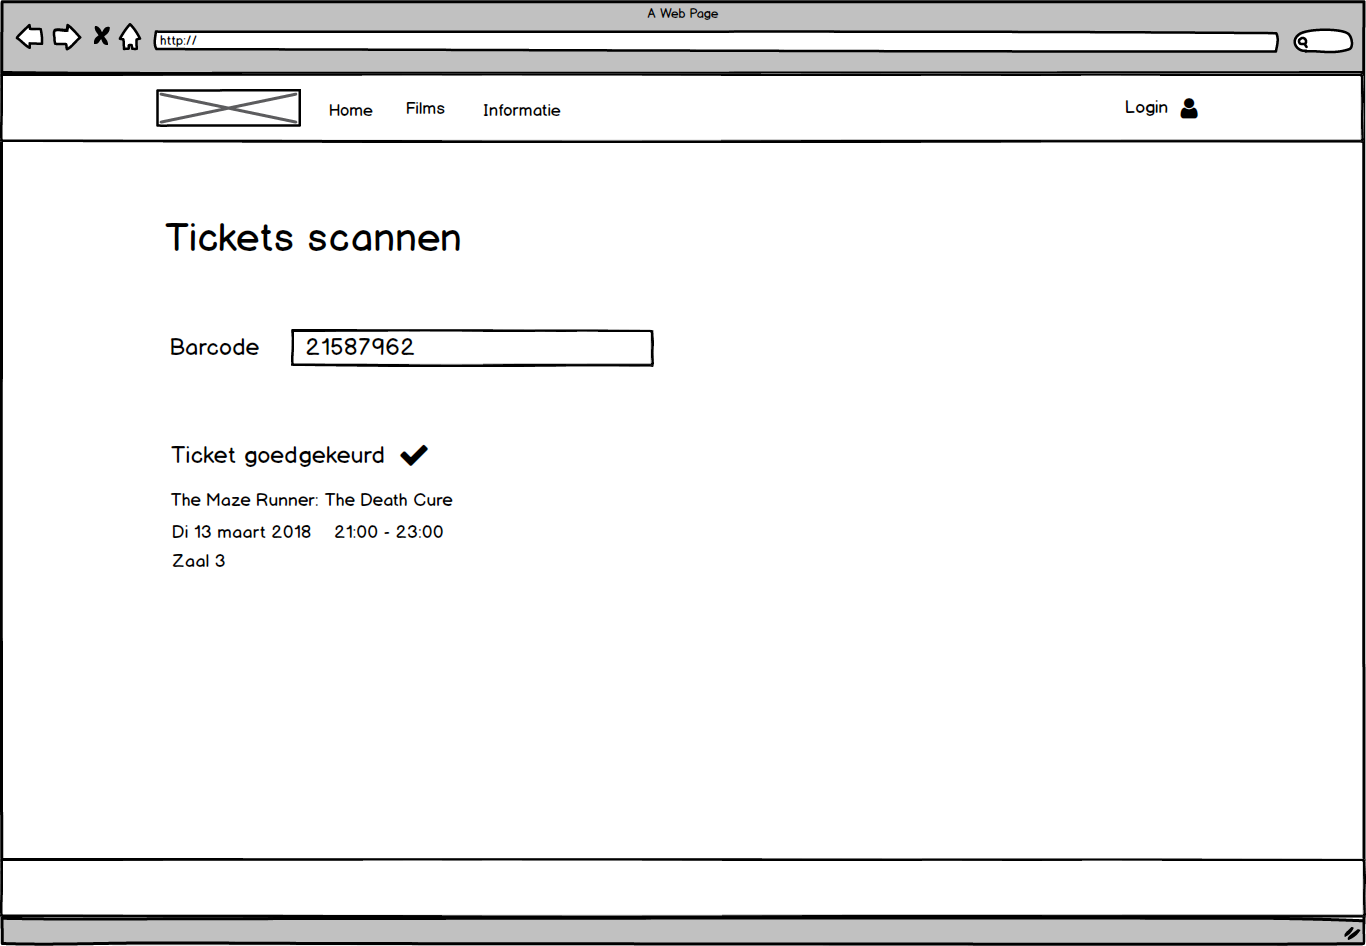 A Web Page
http://
Home Films Informatie Login
Tickets scannen
Barcode 21587962
Ticket goedgekeurd
The Maze Runner: The Death Cure
Di 13 maart 2018 21:00 - 23:00
Zaal 3